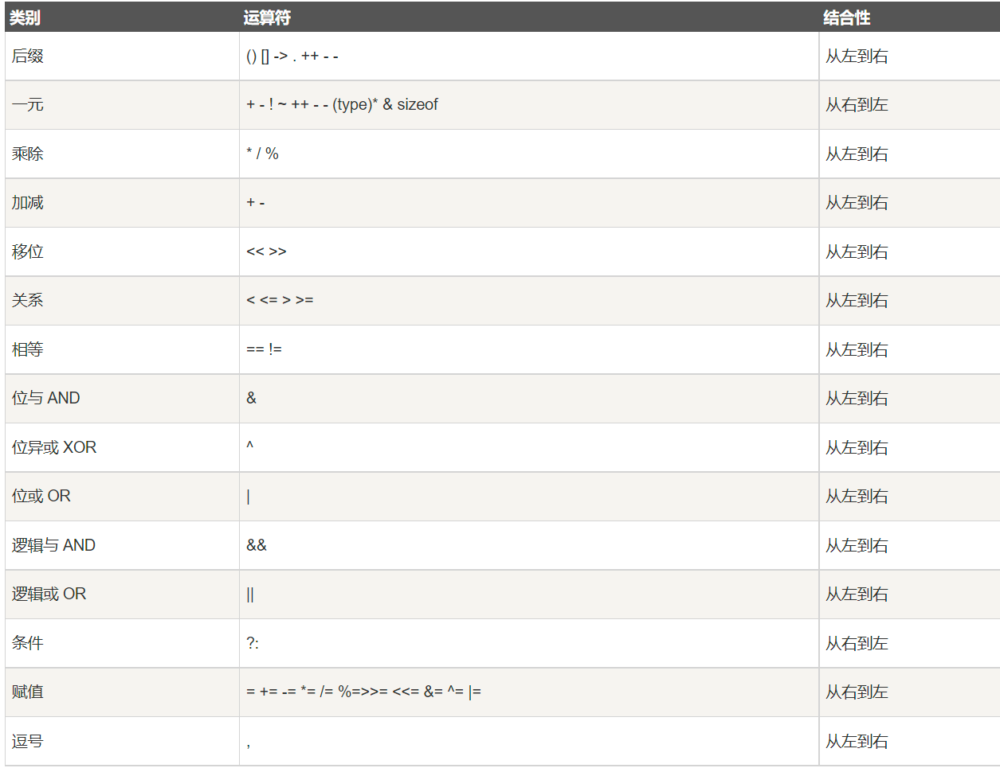 类别 运算符 结合性
后缀 () [] -> . ++ - - 从左到右
一元 + - ! ~ ++ - - (type)* & sizeof 从右到左
乘除 * / % 从左到右
加减 + - 从左到右
移位 << >> 从左到右
关系 < <= > >= 从左到右
相等 == != 从左到右
位与 AND & 从左到右
位异或 XOR ^ 从左到右
位或 OR | 从左到右
逻辑与 AND && 从左到右
逻辑或 OR || 从左到右
条件 ?: 从右到左
赋值 = += -= *= /= %=>>= <<= &= ^= |= 从右到左
逗号 , 从左到右